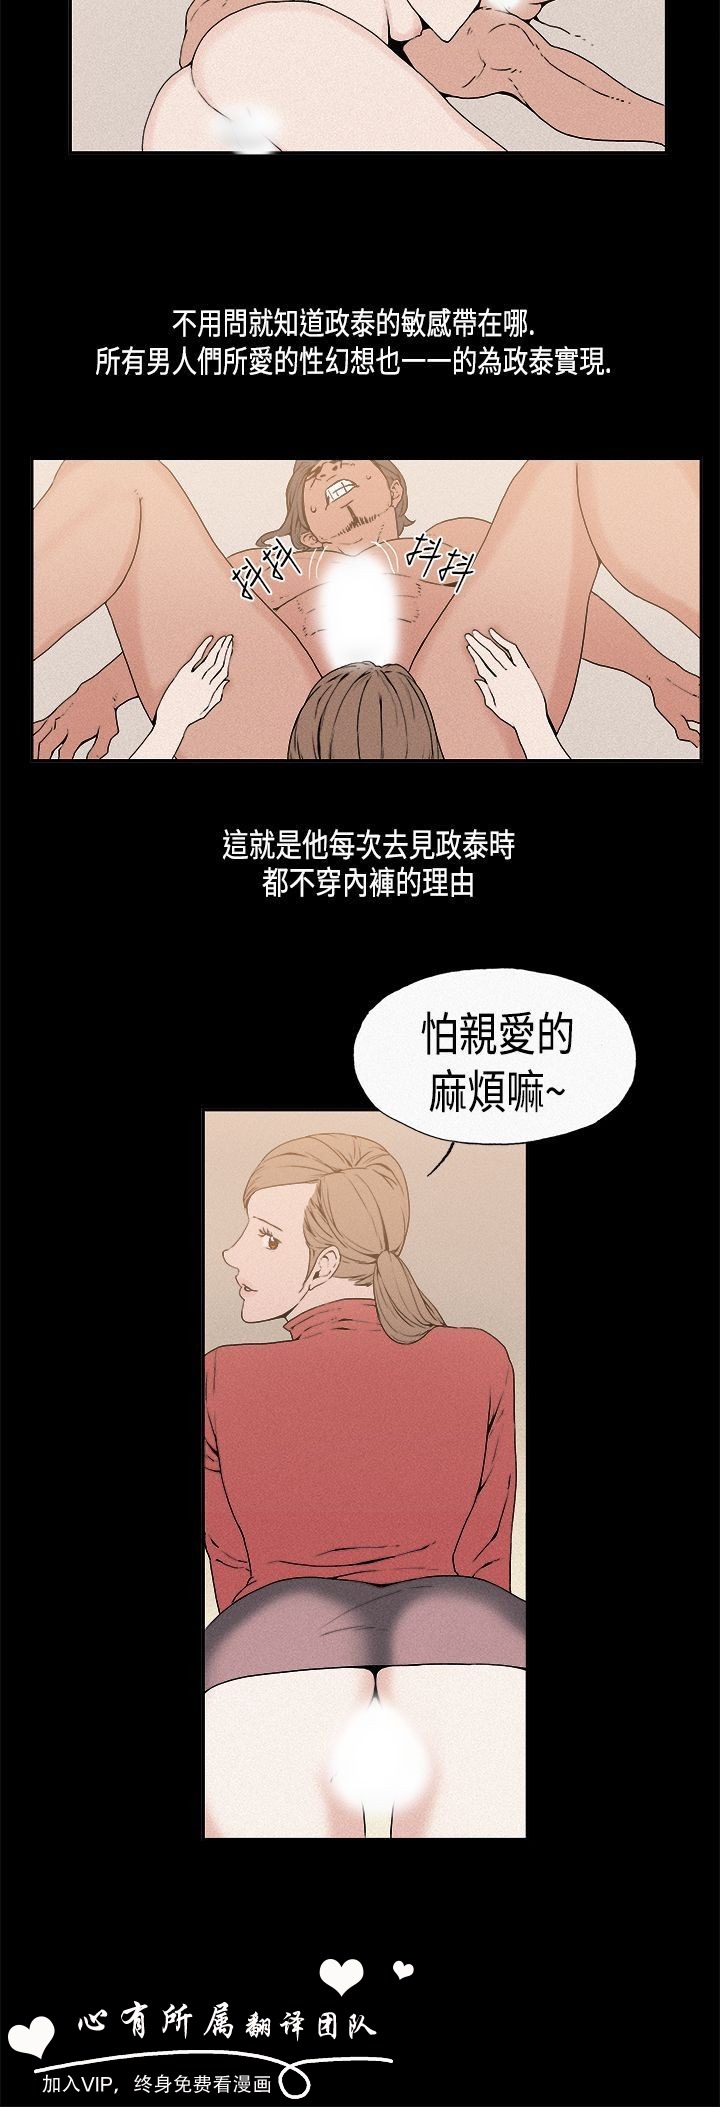 不用問就知道政泰的敏感帶在哪.
所有男人們所愛的性幻想也一一的為政泰實現.
抖抖
抖抖
這就是他每次去見政泰時
都不穿內褲的理由
怕親愛的
麻煩嘛~
心有所属翻译团队
加入VIP，终身免费看漫画